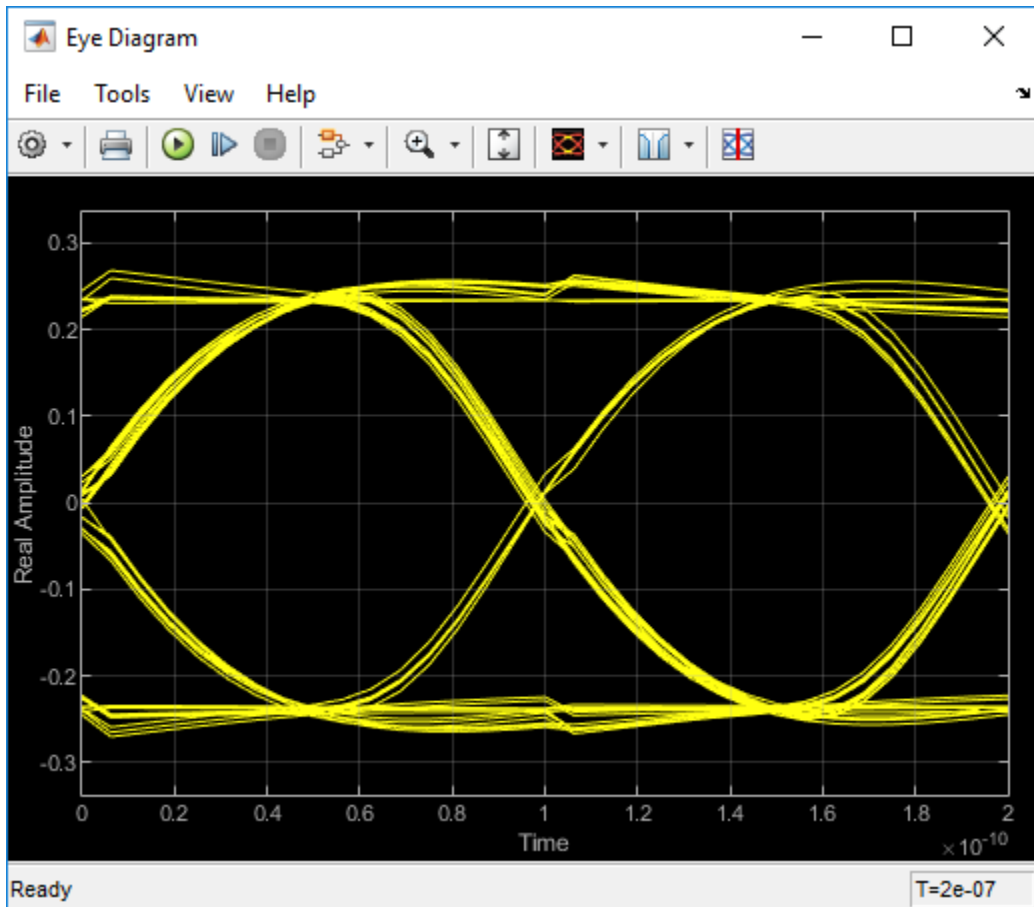 Eye Diagram
File Tools View Help
0.3
0.2
0.1
0
-0.1
-0.2
-0.3
Real Amplitude
0 0.2 0.4 0.6 0.8 1 1.2 1.4 1.6 1.8 2
Time
×10⁻¹⁰
Ready T=2e-07